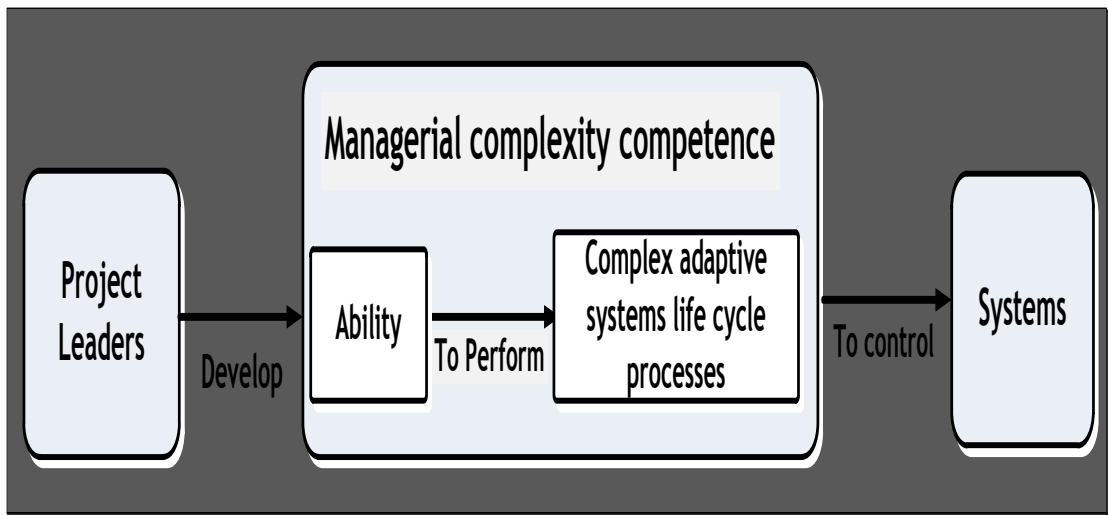 Managerial complexity competence
Project
Leaders
Develop
Ability
To Perform
Complex adaptive
systems life cycle
processes
To control
Systems